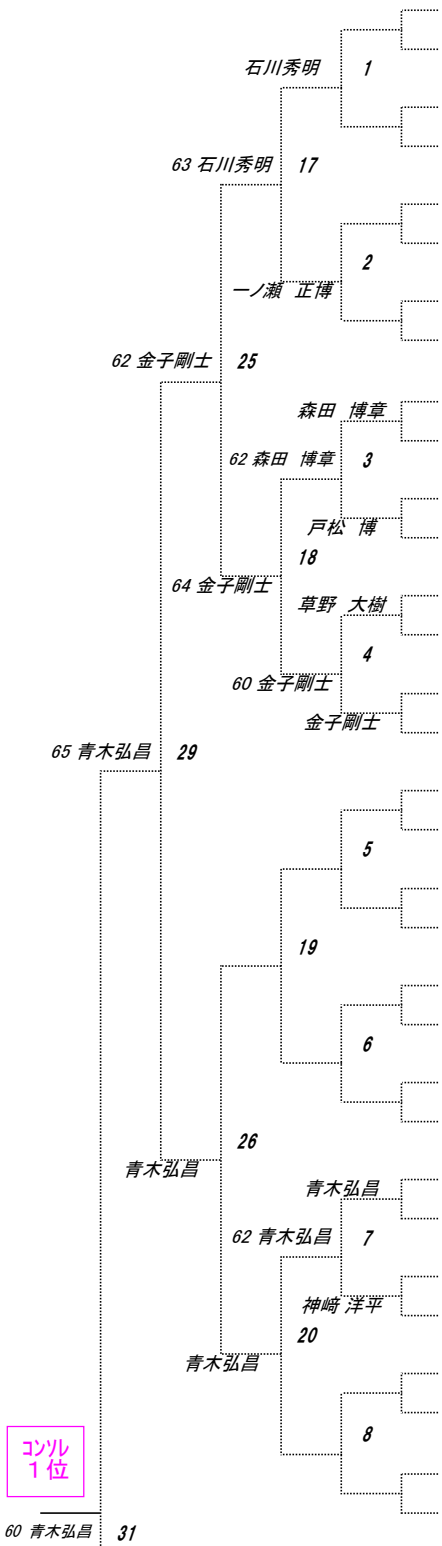 石川秀明
1
63 石川秀明 17
2
一ノ瀬 正博
62 金子剛士 25
森田 博章
62 森田 博章 3
戸松 博
18
64 金子剛士
草野 大樹
4
60 金子剛士
金子剛士
65 青木弘昌 29
5
19
6
26
青木弘昌
青木弘昌
62 青木弘昌 7
神﨑 洋平
20
青木弘昌
8
コンソル
1位
60 青木弘昌 31